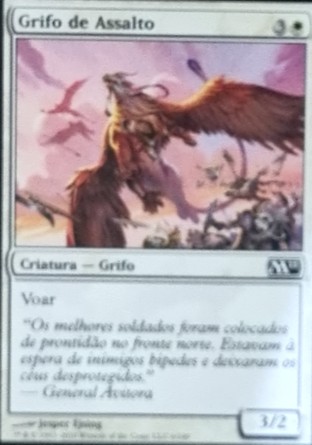 Grifo de Assalto 3
Criatura — Grifo
Voar
"Os melhores soldados foram colocados
de prontidão no fronte norte. Estavam à
espera de inimigos bípedes e deixaram os
céus desprotegidos."
— General Avitora
Jesper Ejsing
3/2